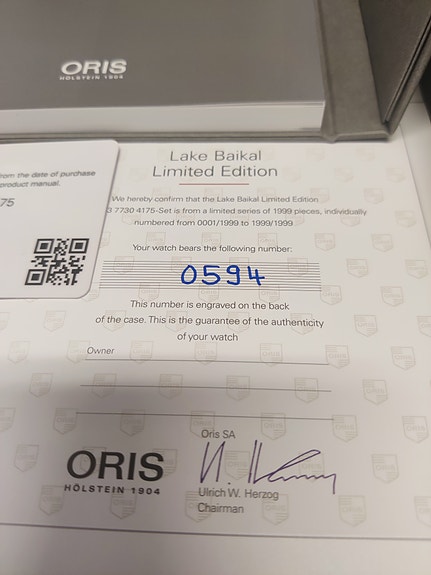 ORIS
HÖLSTEIN 1904
from the date of purchase
product manual.
75
Lake Baikal
Limited Edition
We hereby confirm that the Lake Baikal Limited Edition
3 7730 4175-Set is from a limited series of 1999 pieces, individually
numbered from 0001/1999 to 1999/1999
Your watch bears the following number:
0594
This number is engraved on the back
of the case. This is the guarantee of the authenticity
of your watch
Owner
Oris SA
ORIS
HÖLSTEIN 1904
Ulrich W. Herzog
Chairman